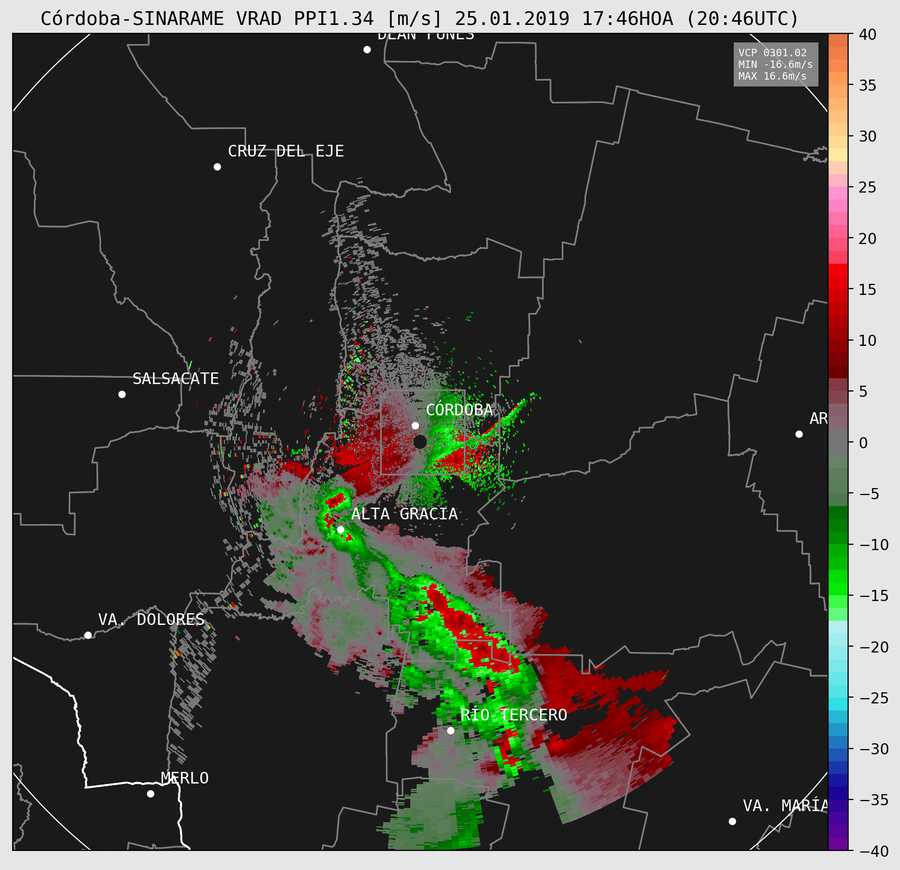 Córdoba-SINARAME VRAD PPI1.34 [m/s] 25.01.2019 17:46HOA (20:46UTC)
DEAN FUNES
VCP 0301.02
MIN -16.6m/s
MAX 16.6m/s
CRUZ DEL EJE
SALSACATE
CÓRDOBA
AR
ALTA GRACIA
VA. DOLORES
RÍO TERCERO
MERLO
VA. MARÍA
40
35
30
25
20
15
10
5
0
−5
−10
−15
−20
−25
−30
−35
−40